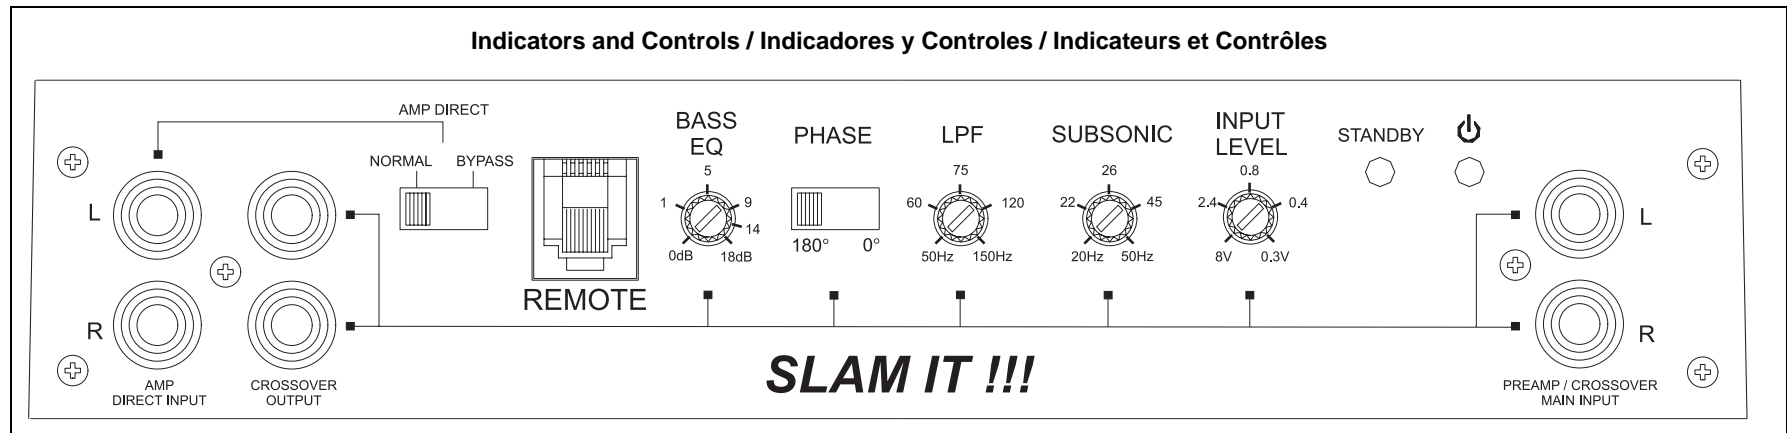 Indicators and Controls / Indicadores y Controles / Indicateurs et Contrôles
AMP DIRECT
NORMAL
BYPASS
L
R
AMP
DIRECT INPUT
CROSSOVER
OUTPUT
REMOTE
BASS
EQ
5
1
9
14
0dB
18dB
PHASE
180°
0°
LPF
75
60
120
50Hz
150Hz
SUBSONIC
26
22
45
20Hz
50Hz
INPUT
LEVEL
0.8
2.4
0.4
8V
0.3V
STANDBY
L
R
PREAMP / CROSSOVER
MAIN INPUT
SLAM IT !!!